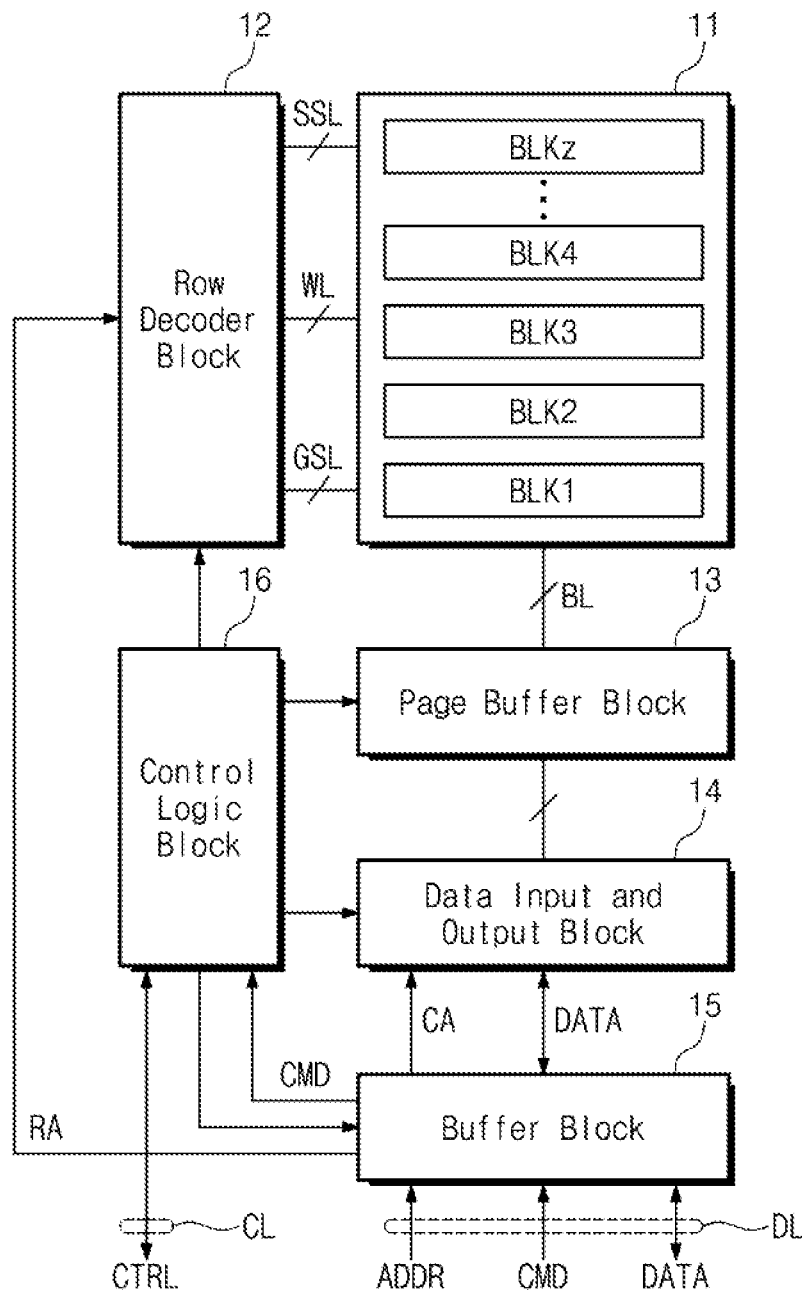 12
11
SSL
BLKz
BLK4
Row
Decoder
Block
WL
BLK3
BLK2
GSL
BLK1
16
BL
13
Page Buffer Block
Control
Logic
Block
14
Data Input and
Output Block
CA
DATA
15
CMD
RA
Buffer Block
CL
DL
CTRL
ADDR
CMD
DATA